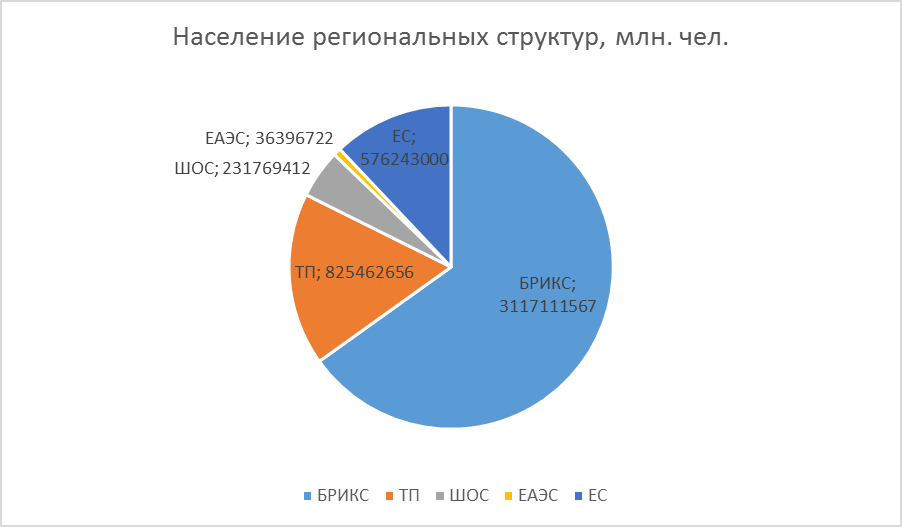 Население региональных структур, млн. чел.
ЕАЭС; 36396722
ШОС; 231769412
ЕС;
576243000
ТП; 825462656
БРИКС;
3117111567
БРИКС ТП ШОС ЕАЭС ЕС